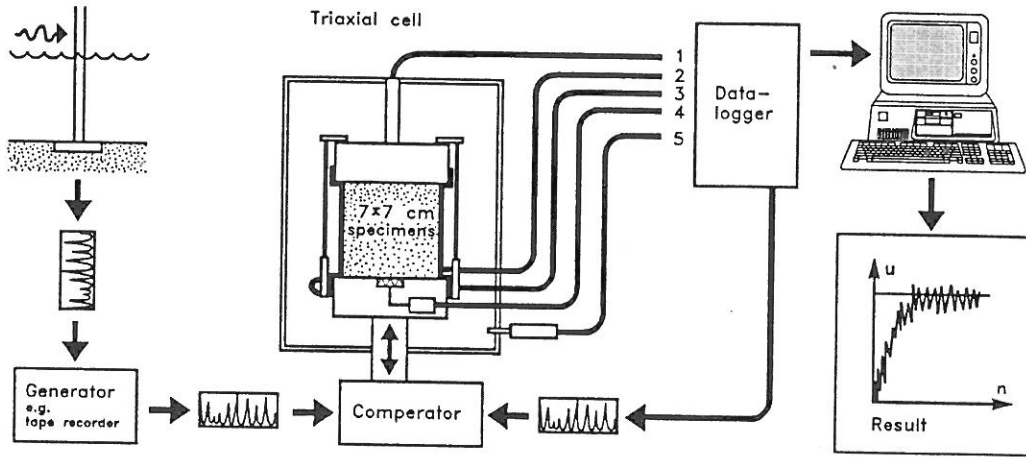 Triaxial cell
1
2
3
4
5
Data-
logger
7x7 cm
specimens
Generator
e.g.
tape recorder
Comperator
u
n
Result